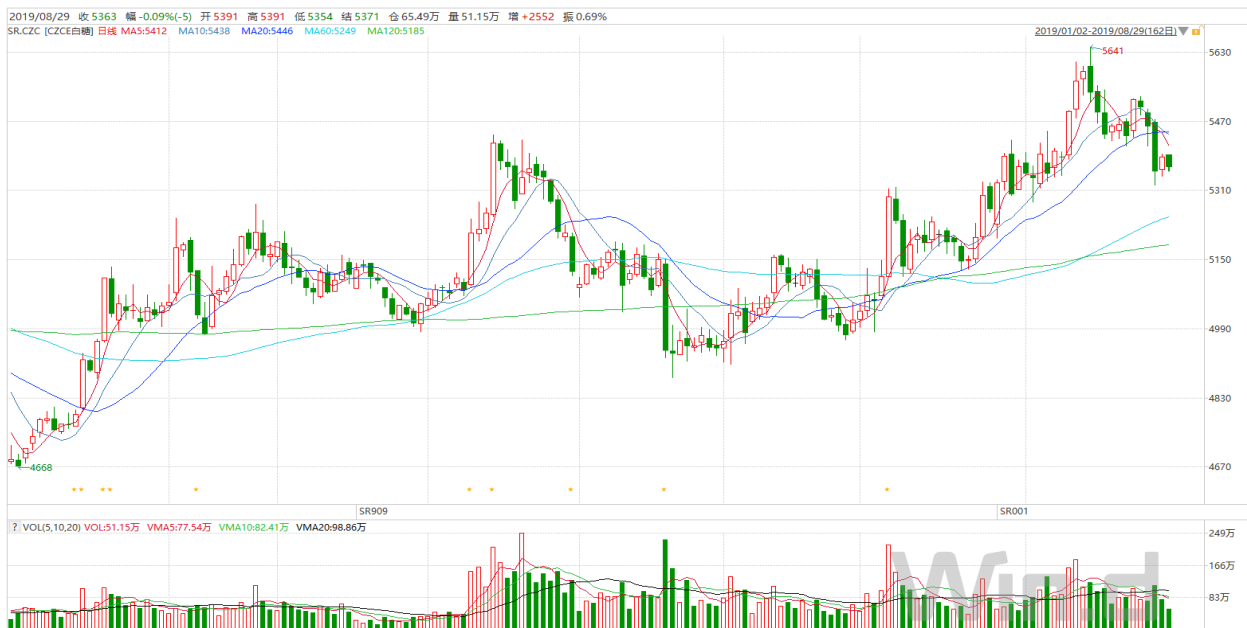 2019/08/29 收 5363 幅 -0.09%(-5) 开 5391 高 5391 低 5354 结 5371 仓 65.49万 量 51.15万 增 +2552 振 0.69%
SR.CZC [CZCE白糖] 日线 MA5:5412 MA10:5438 MA20:5446 MA60:5249 MA120:5185 2019/01/02-2019/08/29(162日)
5641
5630
5470
5310
5150
4990
4830
4668
4670
SR909 SR001
? VOL(5,10,20) VOL:51.15万 VMA5:77.54万 VMA10:82.41万 VMA20:98.86万
249万
166万
83万
Wind